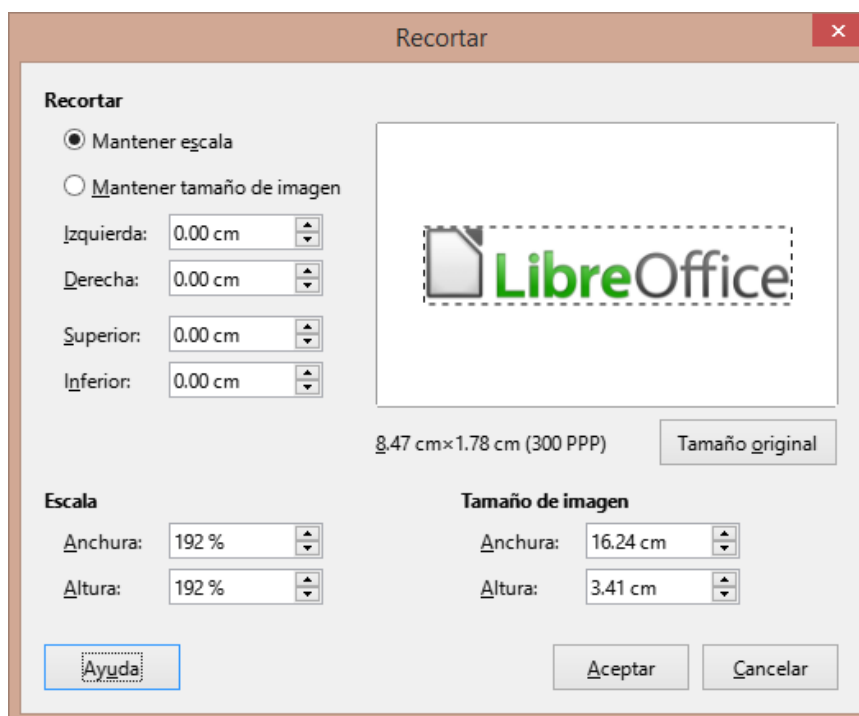 Recortar
Recortar
Mantener escala
Mantener tamaño de imagen
Izquierda: 0.00 cm
Derecha: 0.00 cm
Superior: 0.00 cm
Inferior: 0.00 cm
LibreOffice
8.47 cm×1.78 cm (300 PPP) Tamaño original
Escala Tamaño de imagen
Anchura: 192 % Anchura: 16.24 cm
Altura: 192 % Altura: 3.41 cm
Ayuda Aceptar Cancelar